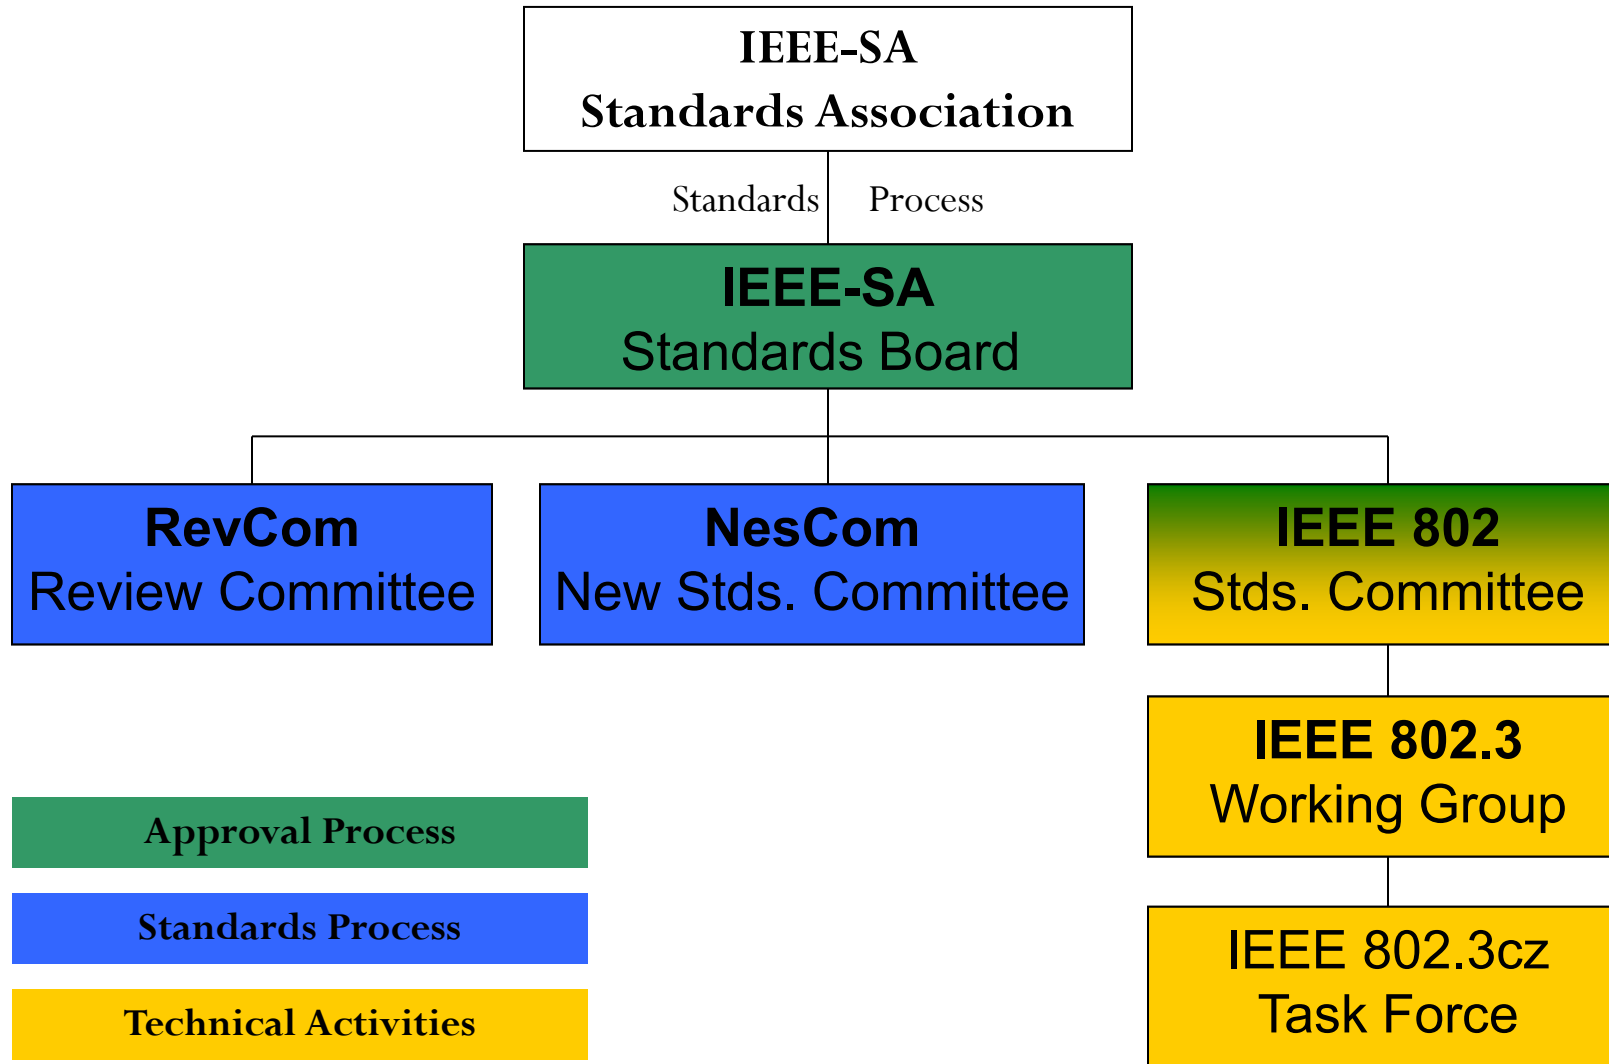 IEEE-SA
Standards Association
Standards Process
IEEE-SA
Standards Board
RevCom
Review Committee
NesCom
New Stds. Committee
IEEE 802
Stds. Committee
IEEE 802.3
Working Group
IEEE 802.3cz
Task Force
Approval Process
Standards Process
Technical Activities